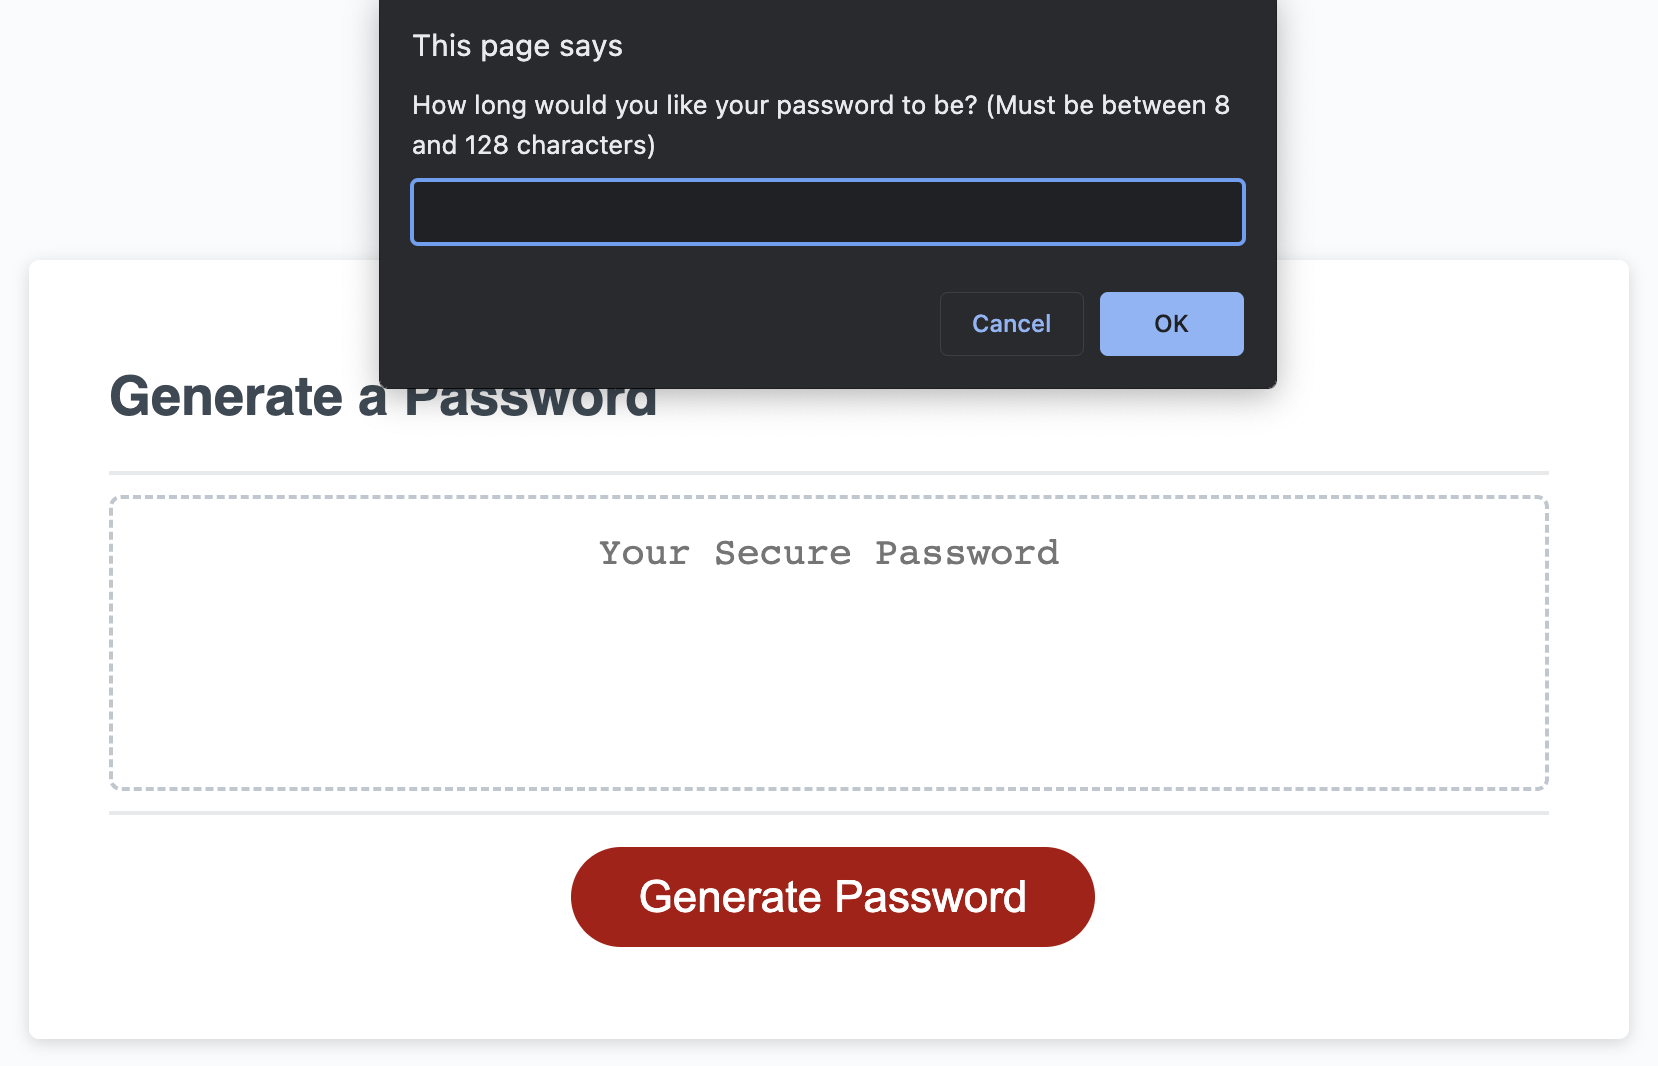 This page says
How long would you like your password to be? (Must be between 8
and 128 characters)
Cancel
OK
Generate a Password
Your Secure Password
Generate Password